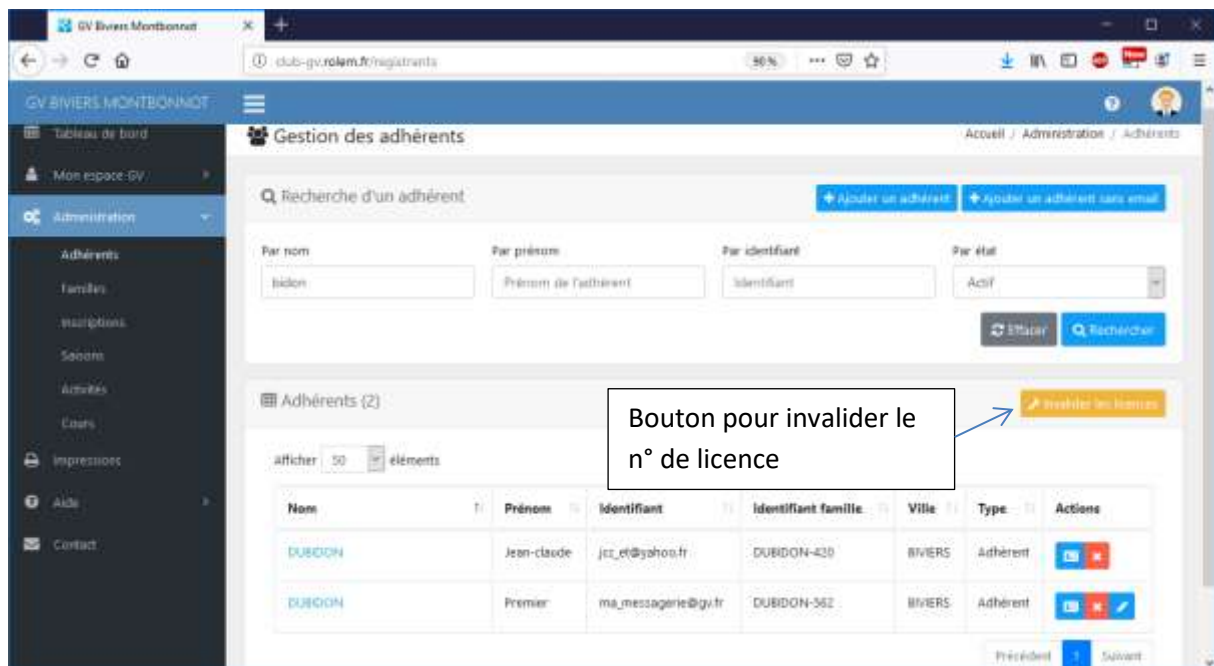 GV Biviers Montbonnot
club-gv.rolem.fr/registrants
90%
GV BIVIERS MONTBONNOT
Tableau de bord
Gestion des adhérents
Accueil / Administration / Adhérents
Mon espace GV
Recherche d'un adhérent
+ Ajouter un adhérent
+ Ajouter un adhérent sans email
Administration
Adhérents
Familles
Inscriptions
Saisons
Activités
Cours
Impressions
Aide
Contact
Par nom
Par prénom
Par identifiant
Par état
bidon
Prénom de l'adhérent
Identifiant
Actif
Effacer
Rechercher
Adhérents (2)
Invalider les licences
Bouton pour invalider le
n° de licence
Afficher 50 éléments
Nom Prénom Identifiant Identifiant famille Ville Type Actions
DUBIDON Jean-claude jcz_et@yahoo.fr DUBIDON-420 BIVIERS Adhérent
DUBIDON Premier ma_messagerie@gv.fr DUBIDON-562 BIVIERS Adhérent
Précédent 1 Suivant